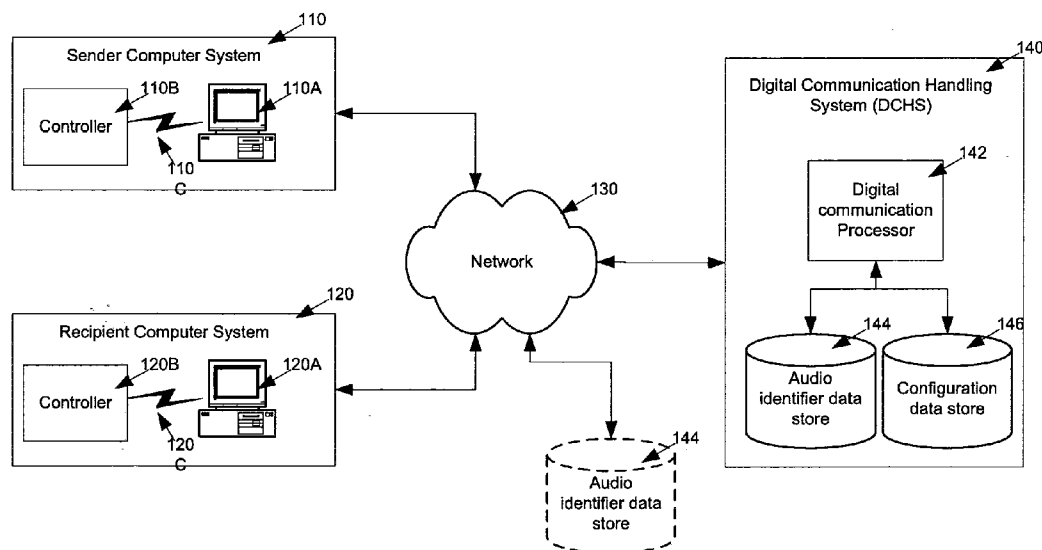 110
Sender Computer System
110B
110A
Controller
110
C
140
Digital Communication Handling
System (DCHS)
142
Digital
communication
Processor
130
Network
120
Recipient Computer System
120B
120A
Controller
120
C
144
Audio
identifier data
store
146
Configuration
data store
144
Audio
identifier data
store